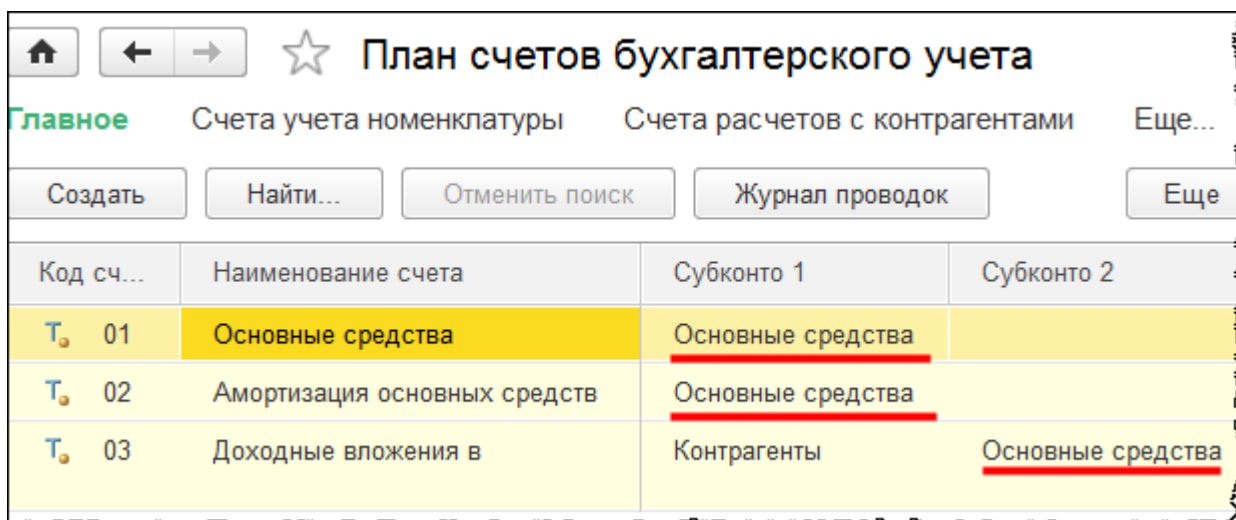 План счетов бухгалтерского учета
Главное Счета учета номенклатуры Счета расчетов с контрагентами Еще...
Создать Найти... Отменить поиск Журнал проводок Еще
Код сч... Наименование счета Субконто 1 Субконто 2
Т 01 Основные средства Основные средства
Т 02 Амортизация основных средств Основные средства
Т 03 Доходные вложения в Контрагенты Основные средства